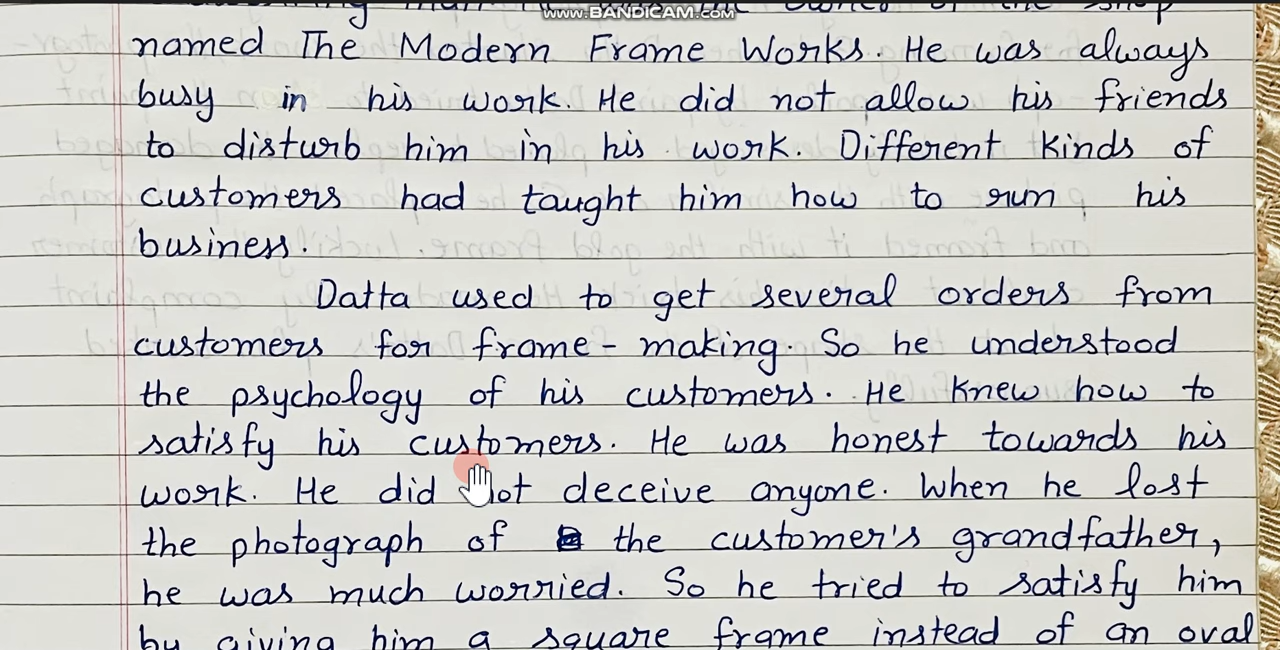 www.BANDICAM.com
named The Modern Frame Works. He was always
busy in his work. He did not allow his friends
to disturb him in his work. Different kinds of
customers had taught him how to run his
business.
Datta used to get several orders from
customers for frame-making. So he understood
the psychology of his customers. He knew how to
satisfy his customers. He was honest towards his
work. He did not deceive anyone. When he lost
the photograph of the customer's grandfather,
he was much worried. So he tried to satisfy him
by giving him a square frame instead of an oval